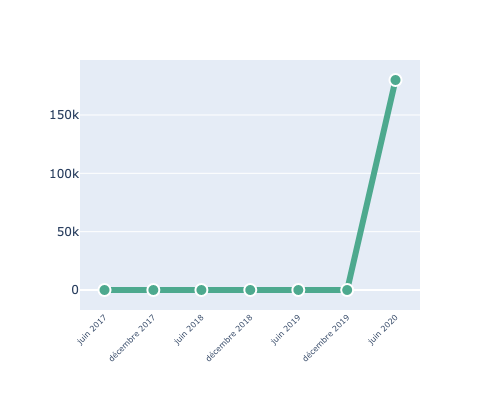 150k
100k
50k
0
juin 2017
décembre 2017
juin 2018
décembre 2018
juin 2019
décembre 2019
juin 2020